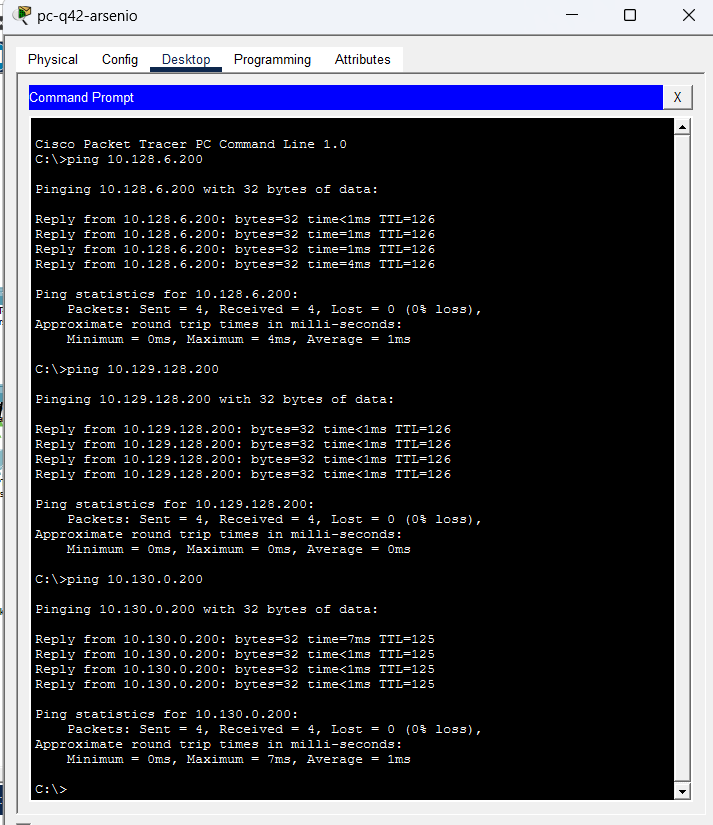 pc-q42-arsenio
Physical Config Desktop Programming Attributes
Command Prompt X
Cisco Packet Tracer PC Command Line 1.0
C:\>ping 10.128.6.200
Pinging 10.128.6.200 with 32 bytes of data:
Reply from 10.128.6.200: bytes=32 time<1ms TTL=126
Reply from 10.128.6.200: bytes=32 time=1ms TTL=126
Reply from 10.128.6.200: bytes=32 time=1ms TTL=126
Reply from 10.128.6.200: bytes=32 time=4ms TTL=126
Ping statistics for 10.128.6.200:
Packets: Sent = 4, Received = 4, Lost = 0 (0% loss),
Approximate round trip times in milli-seconds:
Minimum = 0ms, Maximum = 4ms, Average = 1ms
C:\>ping 10.129.128.200
Pinging 10.129.128.200 with 32 bytes of data:
Reply from 10.129.128.200: bytes=32 time<1ms TTL=126
Reply from 10.129.128.200: bytes=32 time<1ms TTL=126
Reply from 10.129.128.200: bytes=32 time<1ms TTL=126
Reply from 10.129.128.200: bytes=32 time<1ms TTL=126
Ping statistics for 10.129.128.200:
Packets: Sent = 4, Received = 4, Lost = 0 (0% loss),
Approximate round trip times in milli-seconds:
Minimum = 0ms, Maximum = 0ms, Average = 0ms
C:\>ping 10.130.0.200
Pinging 10.130.0.200 with 32 bytes of data:
Reply from 10.130.0.200: bytes=32 time=7ms TTL=125
Reply from 10.130.0.200: bytes=32 time<1ms TTL=125
Reply from 10.130.0.200: bytes=32 time<1ms TTL=125
Reply from 10.130.0.200: bytes=32 time<1ms TTL=125
Ping statistics for 10.130.0.200:
Packets: Sent = 4, Received = 4, Lost = 0 (0% loss),
Approximate round trip times in milli-seconds:
Minimum = 0ms, Maximum = 7ms, Average = 1ms
C:\>